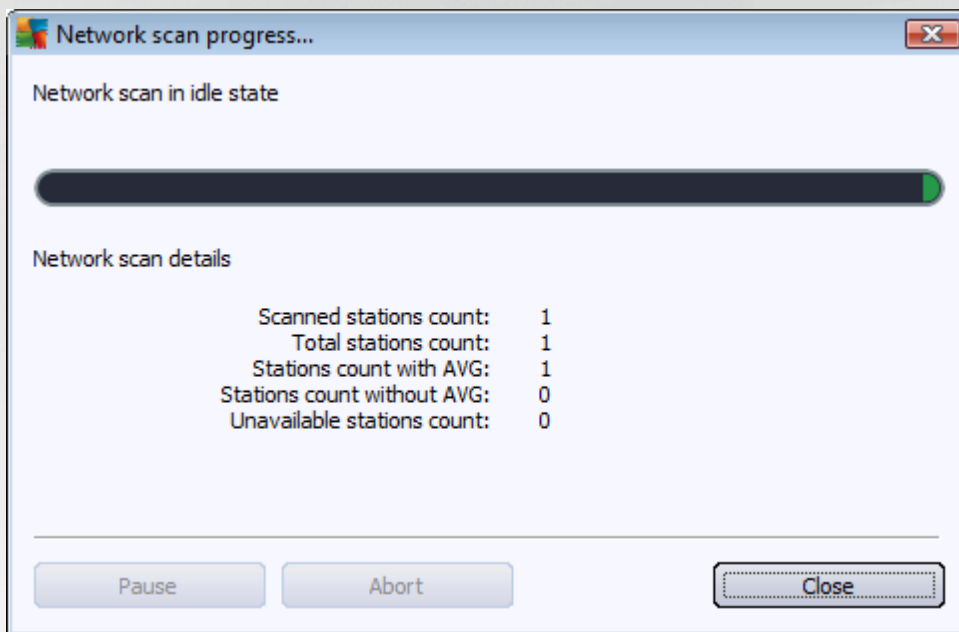 Network scan progress...
Network scan in idle state
Network scan details
Scanned stations count: 1
Total stations count: 1
Stations count with AVG: 1
Stations count without AVG: 0
Unavailable stations count: 0
Pause Abort Close